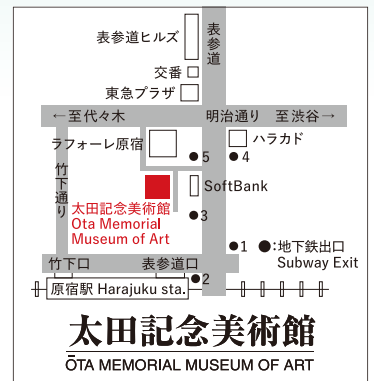 表参道ヒルズ
表参道
交番
東急プラザ
←至代々木
明治通り
至渋谷→
ラフォーレ原宿
ハラカド
5
4
竹下通り
SoftBank
太田記念美術館
Ota Memorial
Museum of Art
3
1
●:地下鉄出口
Subway Exit
竹下口
表参道口
2
原宿駅 Harajuku sta.
太田記念美術館
ŌTA MEMORIAL MUSEUM OF ART